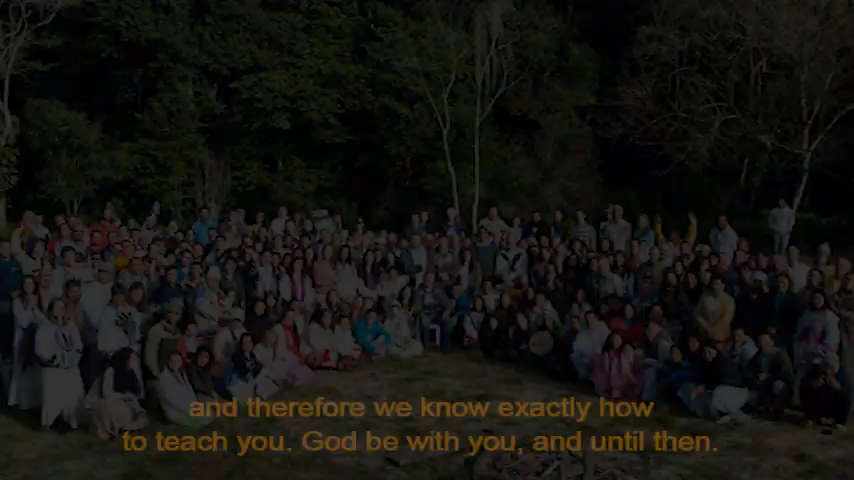 and therefore we know exactly how
to teach you. God be with you, and until then.